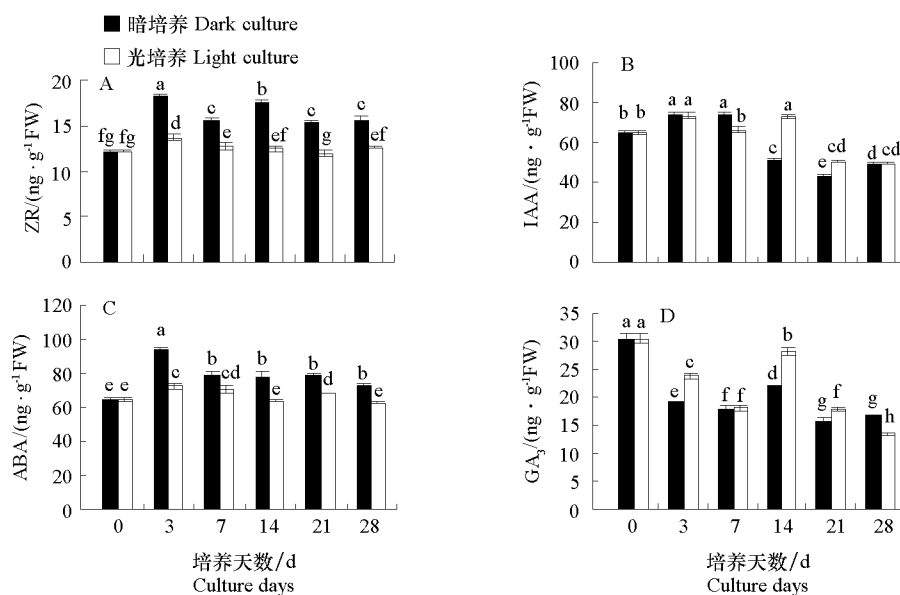 暗培养 Dark culture
光培养 Light culture
A
ZR/(ng · g⁻¹FW)
20
15
10
5
0
fg fg a d c e b ef c g c ef
B
IAA/(ng · g⁻¹FW)
100
80
60
40
20
0
b b a a a b c a e cd d cd
C
ABA/(ng · g⁻¹FW)
120
100
80
60
40
20
0
e e a c b cd b e b d b e
0 3 7 14 21 28
培养天数/d
Culture days
D
GA₃/(ng · g⁻¹FW)
35
30
25
20
15
10
5
0
a a e c f f d b g f g h
0 3 7 14 21 28
培养天数/d
Culture days